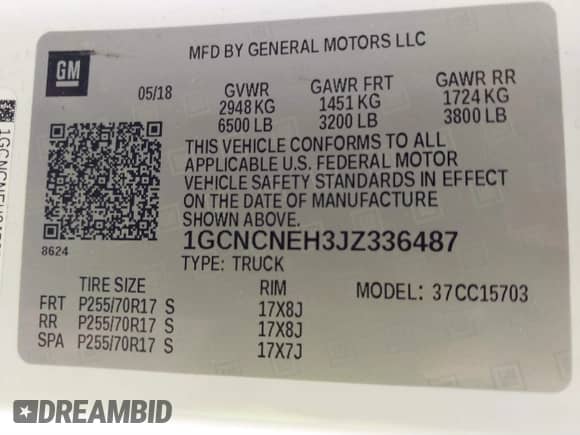 MFD BY GENERAL MOTORS LLC
GM
05/18 GVWR GAWR FRT GAWR RR
2948 KG 1451 KG 1724 KG
6500 LB 3200 LB 3800 LB
THIS VEHICLE CONFORMS TO ALL
APPLICABLE U.S. FEDERAL MOTOR
VEHICLE SAFETY STANDARDS IN EFFECT
ON THE DATE OF MANUFACTURE
SHOWN ABOVE.
8624
1GCNCNEH3JZ336487
TYPE: TRUCK
TIRE SIZE RIM MODEL: 37CC15703
FRT P255/70R17 S 17X8J
RR P255/70R17 S 17X8J
SPA P255/70R17 S 17X7J
DREAMBID